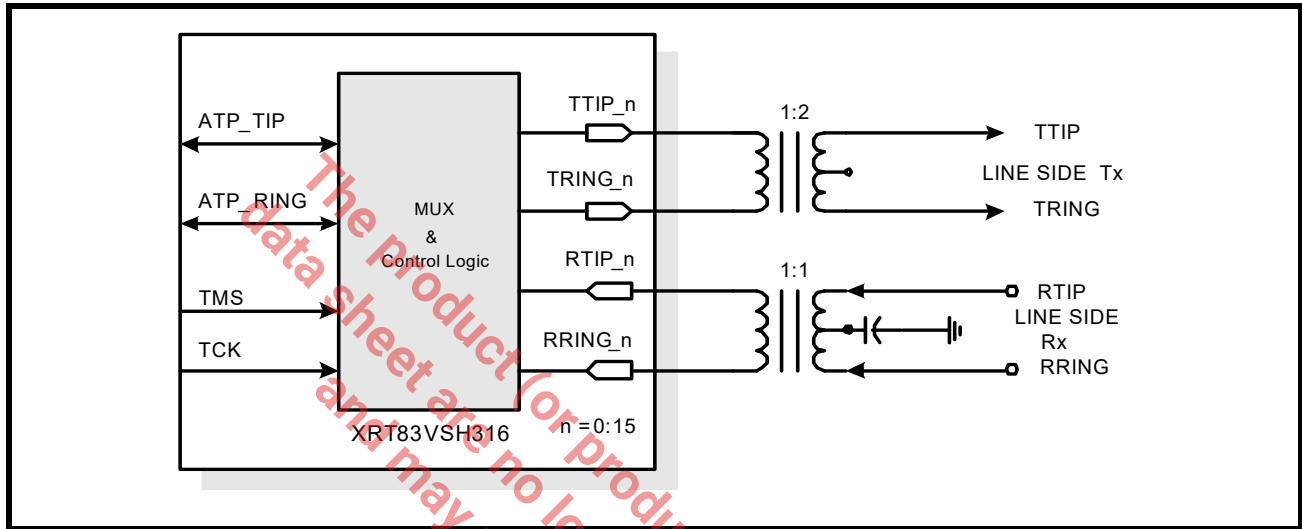 ATP_TIP
ATP_RING
TMS
TCK
MUX
&
Control Logic
TTIP_n
TRING_n
RTIP_n
RRING_n
XRT83VSH316
n =0:15
1:2
TTIP
LINE SIDE Tx
TRING
1:1
RTIP
LINE SIDE
Rx
RRING
The product (or produ
data sheet are no lo
and may